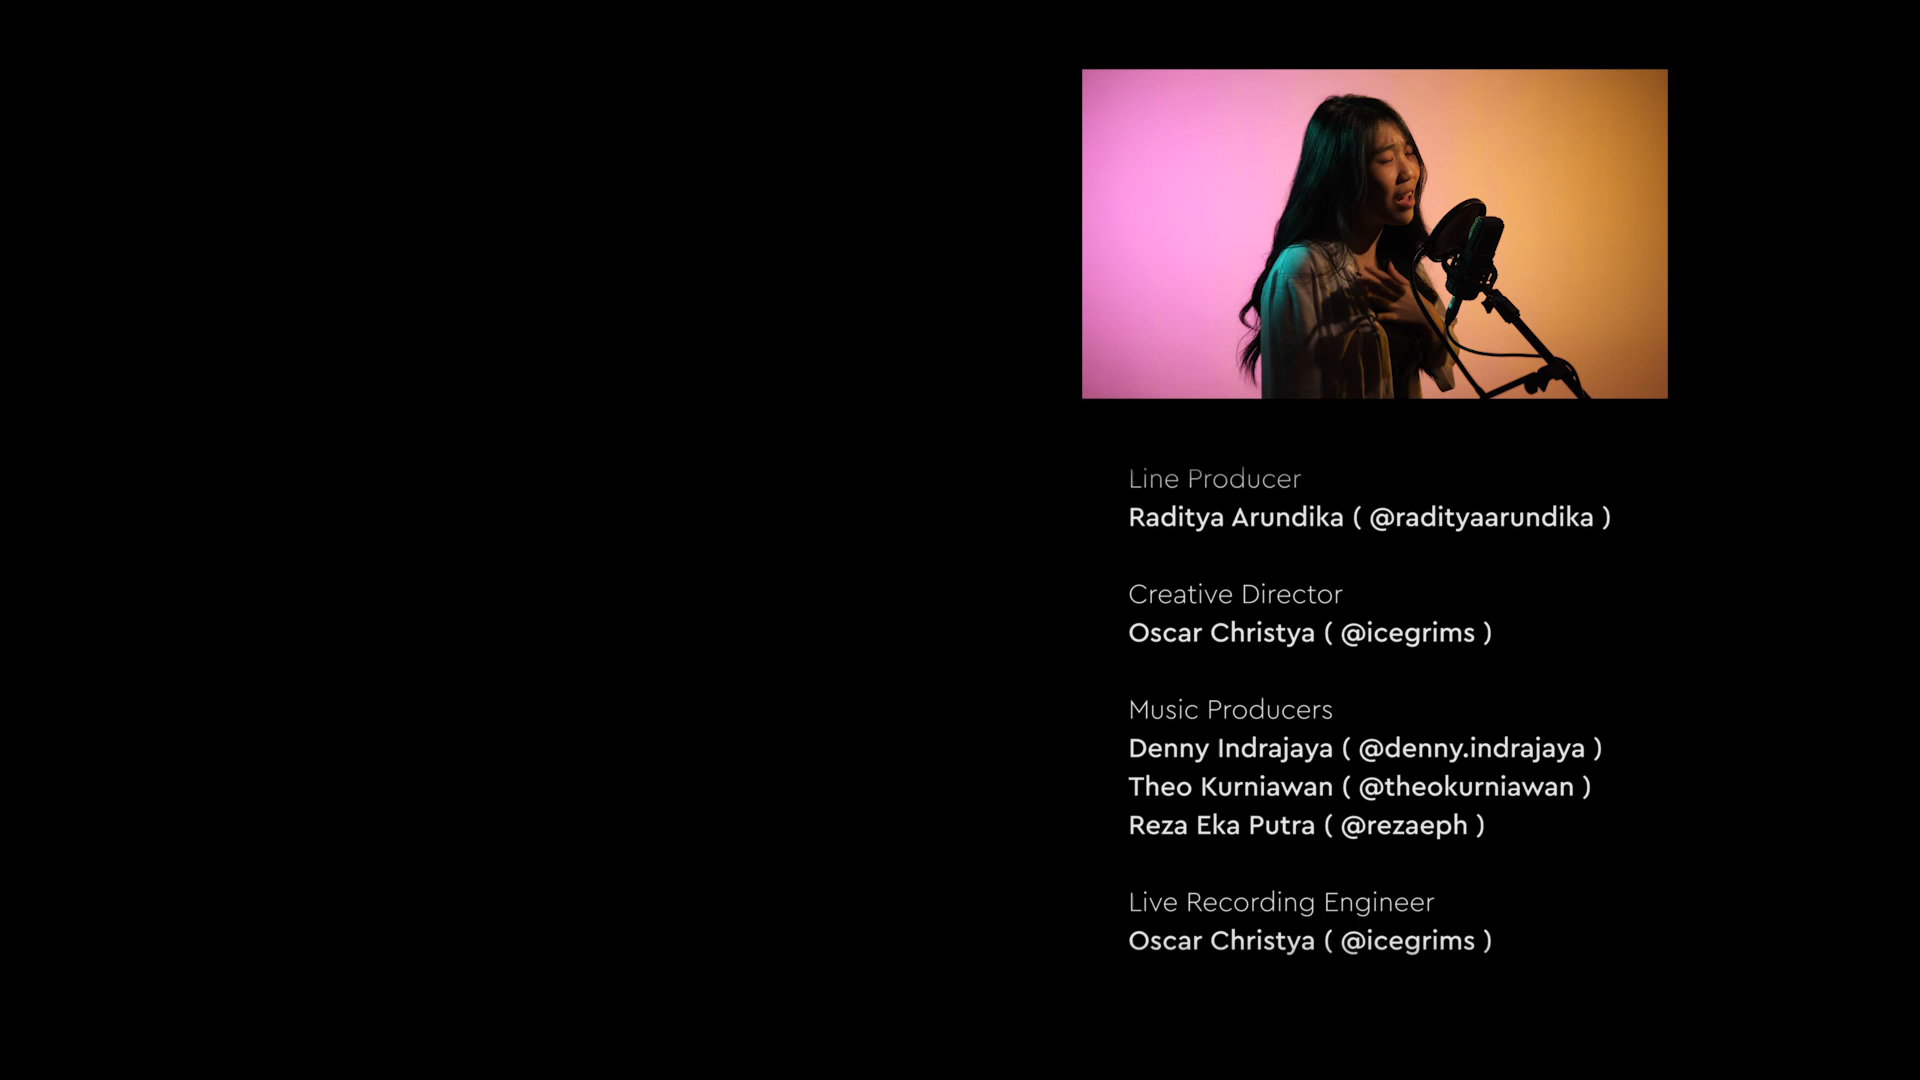 Line Producer
Raditya Arundika ( @radityaarundika )
Creative Director
Oscar Christya ( @icegrims )
Music Producers
Denny Indrajaya ( @denny.indrajaya )
Theo Kurniawan ( @theokurniawan )
Reza Eka Putra ( @rezaeph )
Live Recording Engineer
Oscar Christya ( @icegrims )